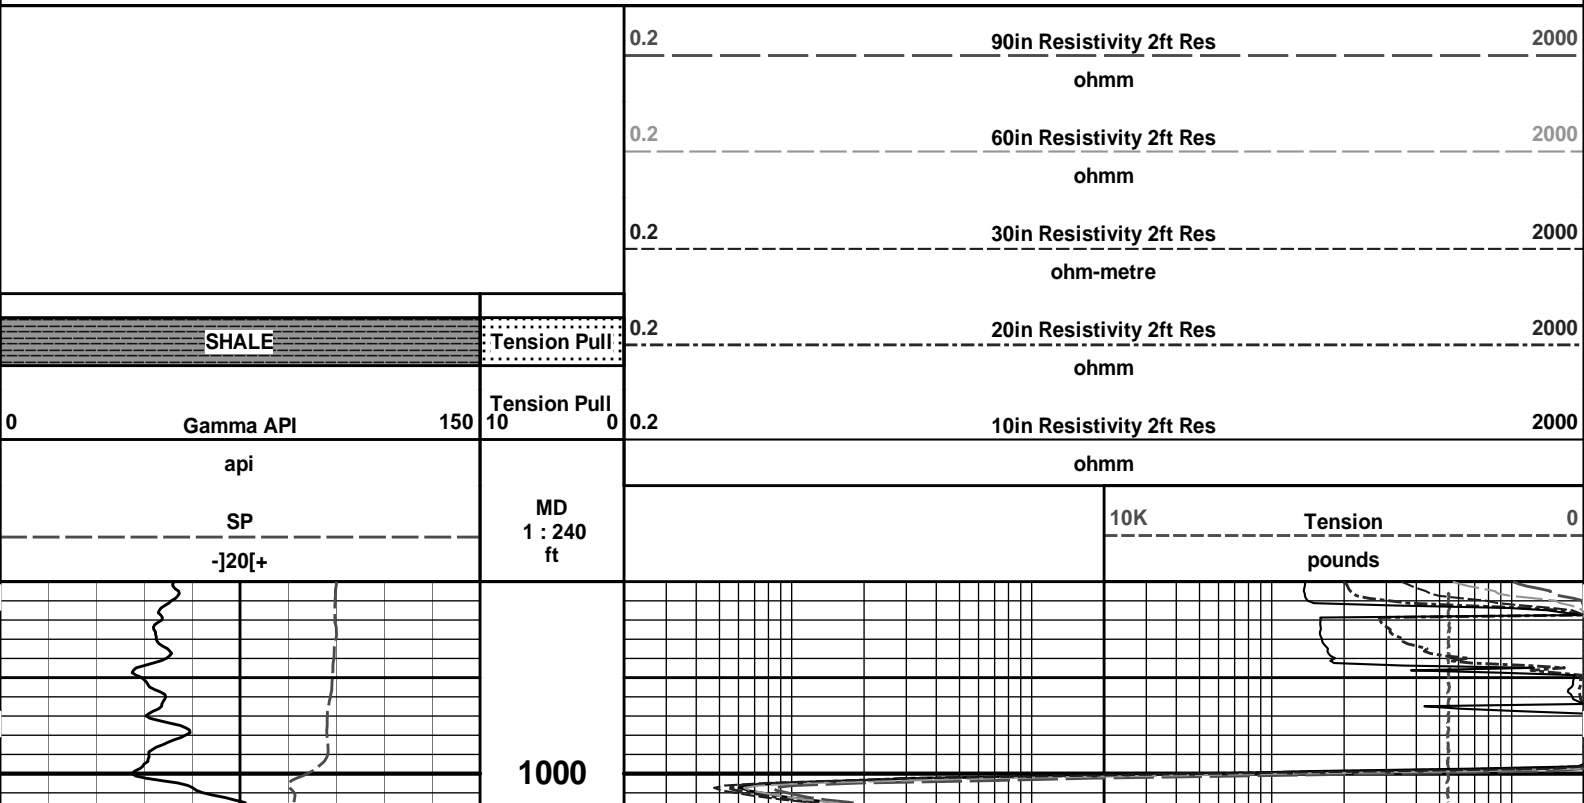 0.2 90in Resistivity 2ft Res 2000
ohmm
0.2 60in Resistivity 2ft Res 2000
ohmm
0.2 30in Resistivity 2ft Res 2000
ohm-metre
SHALE
Tension Pull
0.2 20in Resistivity 2ft Res 2000
ohmm
0 Gamma API 150
Tension Pull
10 0
0.2 10in Resistivity 2ft Res 2000
api
ohmm
SP
-]20[+
MD
1 : 240
ft
10K Tension 0
pounds
1000